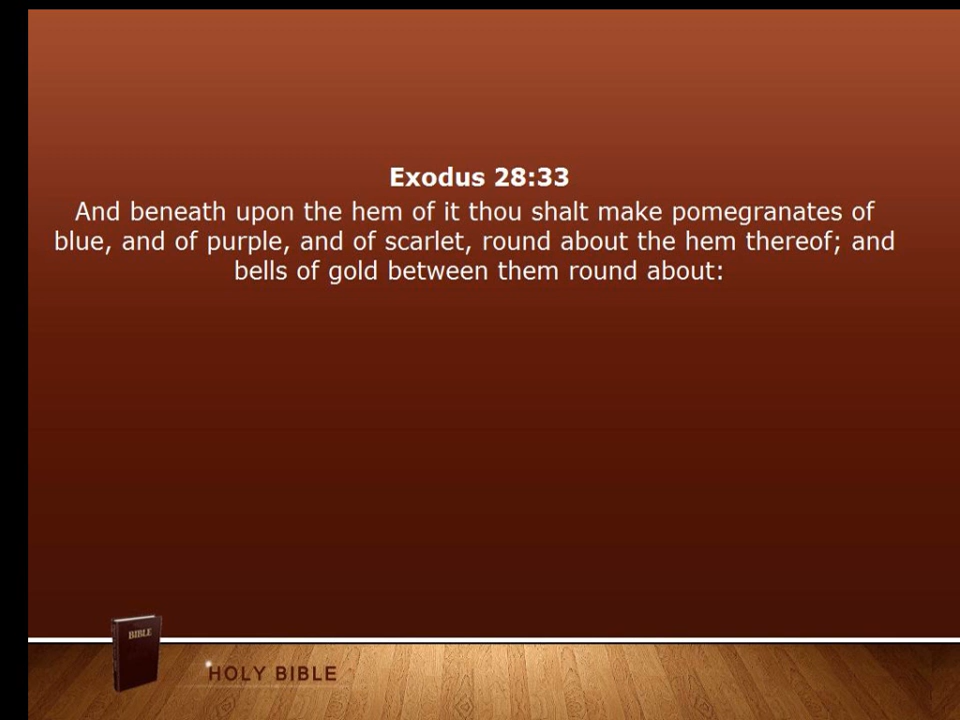 Exodus 28:33
And beneath upon the hem of it thou shalt make pomegranates of
blue, and of purple, and of scarlet, round about the hem thereof; and
bells of gold between them round about:
BIBLE
HOLY BIBLE